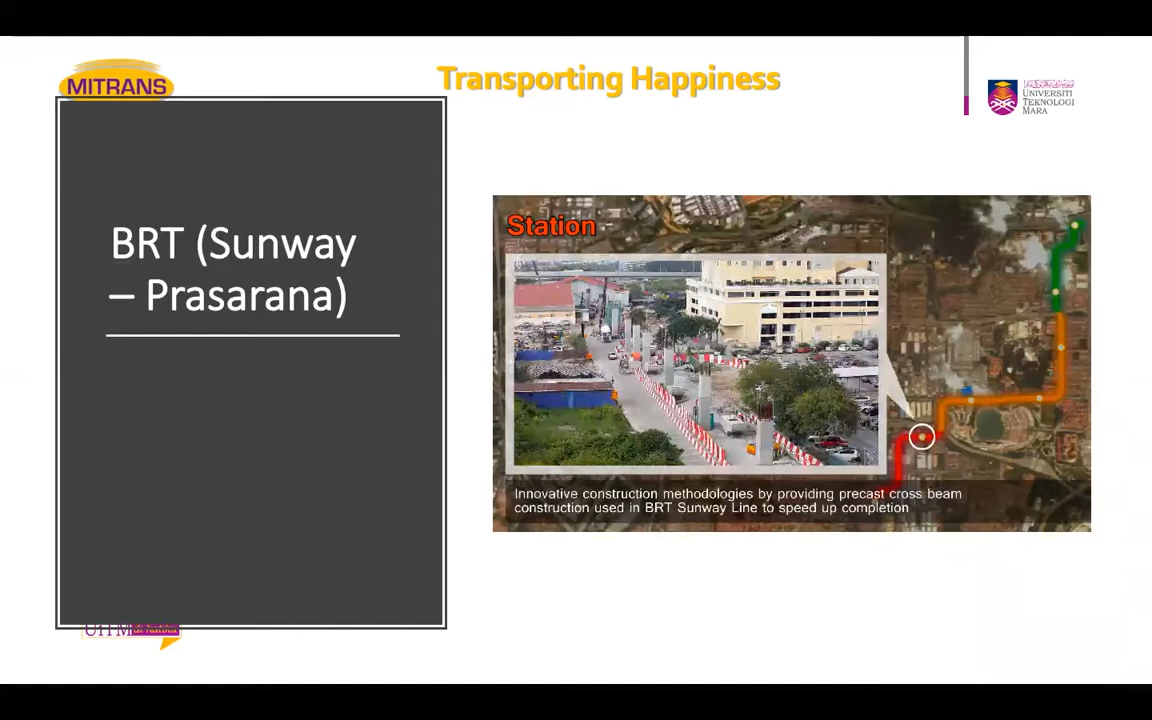 MITRANS
Transporting Happiness
UNIVERSITI
TEKNOLOGI
MARA
BRT (Sunway
– Prasarana)
Station
Innovative construction methodologies by providing precast cross beam
construction used in BRT Sunway Line to speed up completion